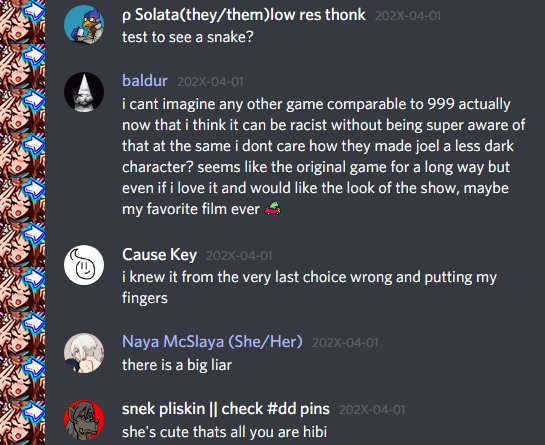 ρ Solata(they/them)low res thonk 202X-04-01
test to see a snake?
baldur 202X-04-01
i cant imagine any other game comparable to 999 actually
now that i think it can be racist without being super aware of
that at the same i dont care how they made joel a less dark
character? seems like the original game for a long way but
even if i love it and would like the look of the show, maybe
my favorite film ever
Cause Key 202X-04-01
i knew it from the very last choice wrong and putting my
fingers
Naya McSlaya (She/Her) 202X-04-01
there is a big liar
snek pliskin || check #dd pins 202X-04-01
she's cute thats all you are hibi